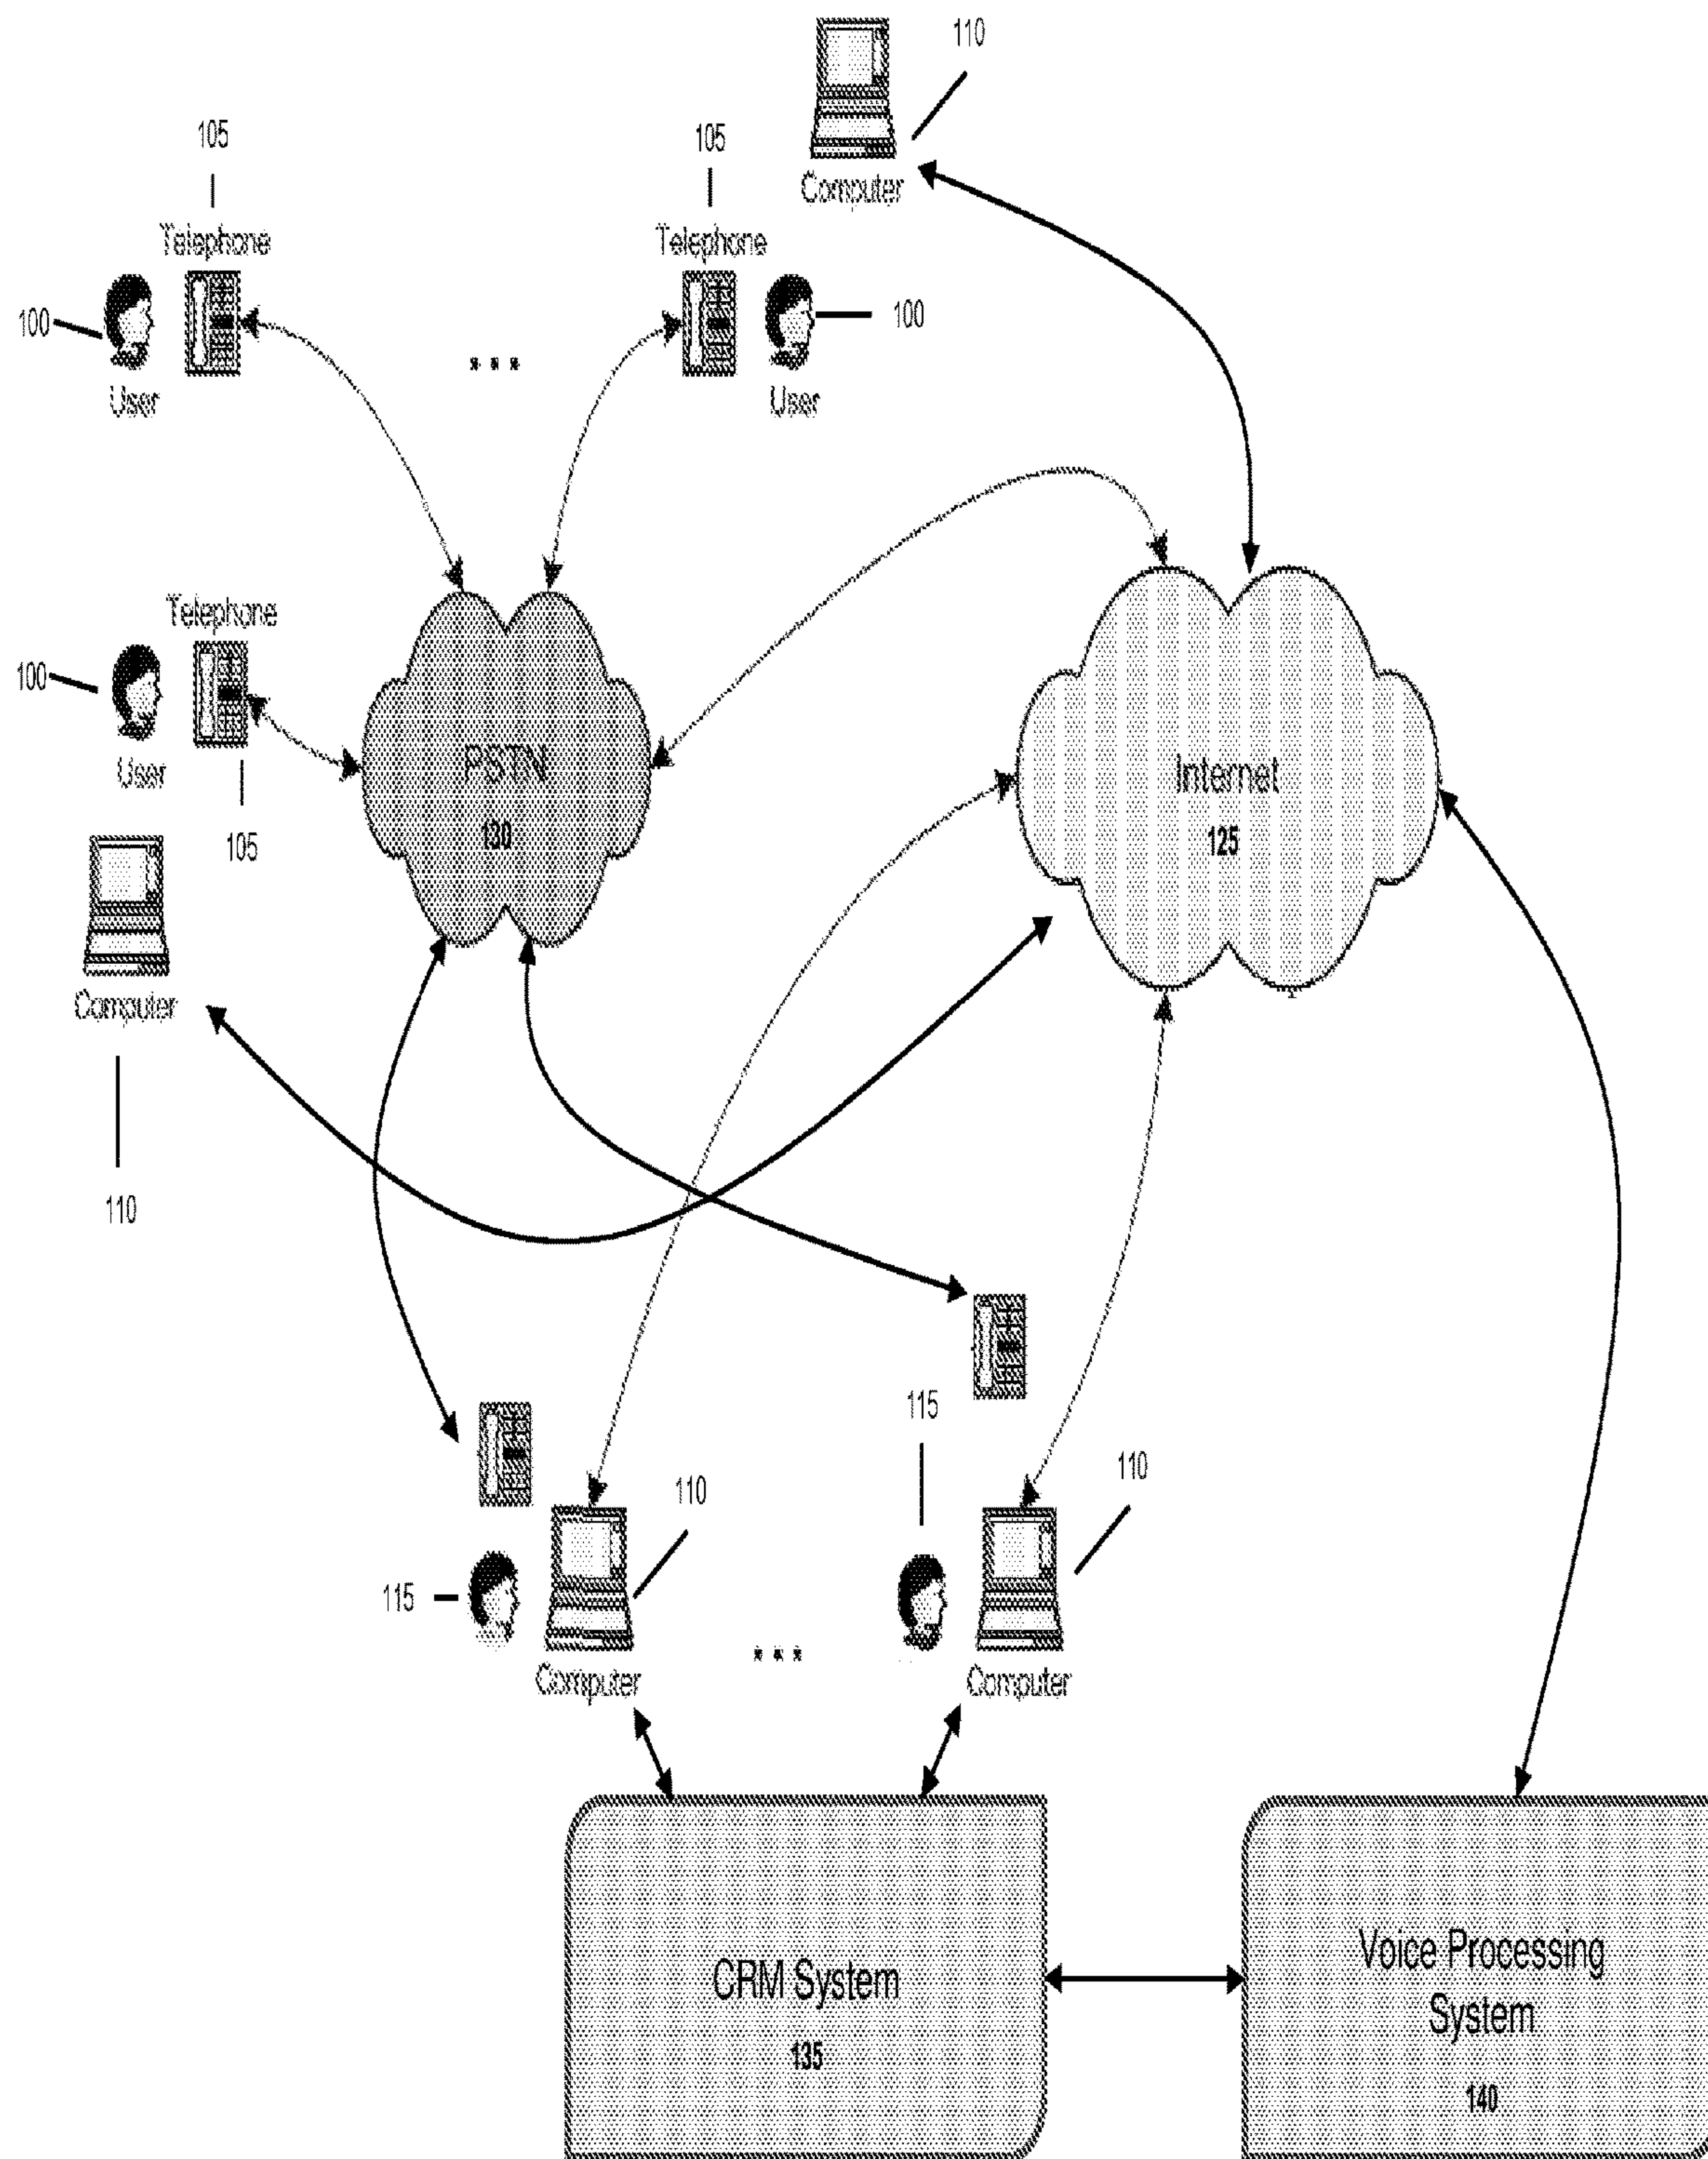 110
105
105
Computer
Telephone
Telephone
100
100
User
User
Telephone
100
User
PSTN
Internet
130
125
105
Computer
110
115
110
110
115
Computer
Computer
CRM System
135
Voice Processing
System
140